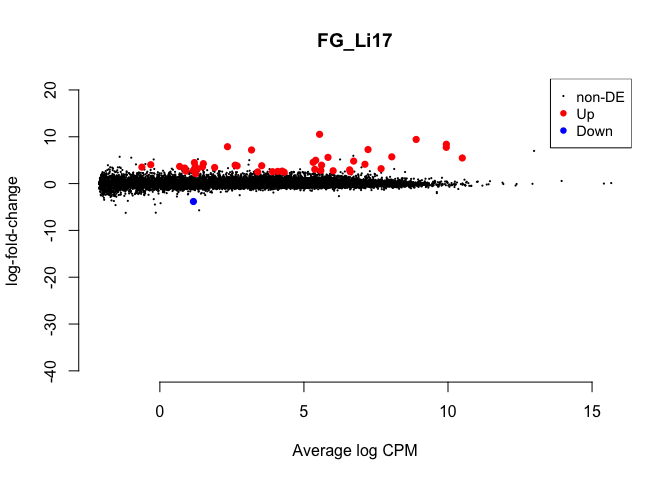 FG_Li17
non-DE
Up
Down
20
10
0
-10
-20
-30
-40
log-fold-change
0 5 10 15
Average log CPM